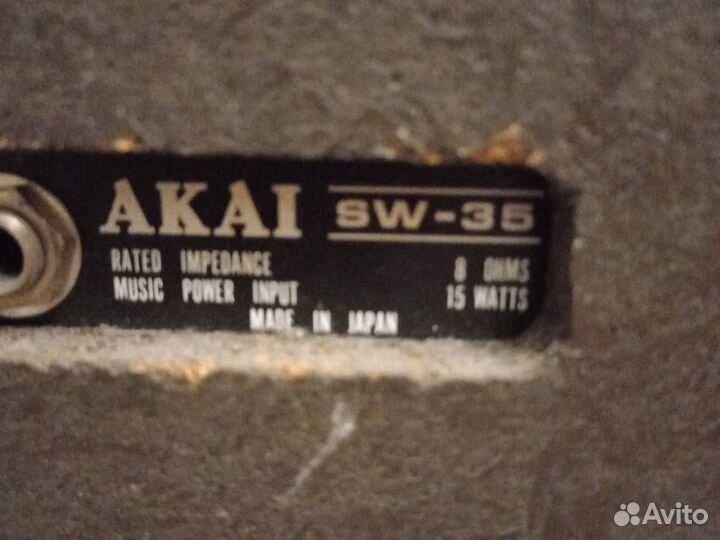 AKAI SW-35
RATED IMPEDANCE 8 OHMS
MUSIC POWER INPUT 15 WATTS
MADE IN JAPAN
Avito